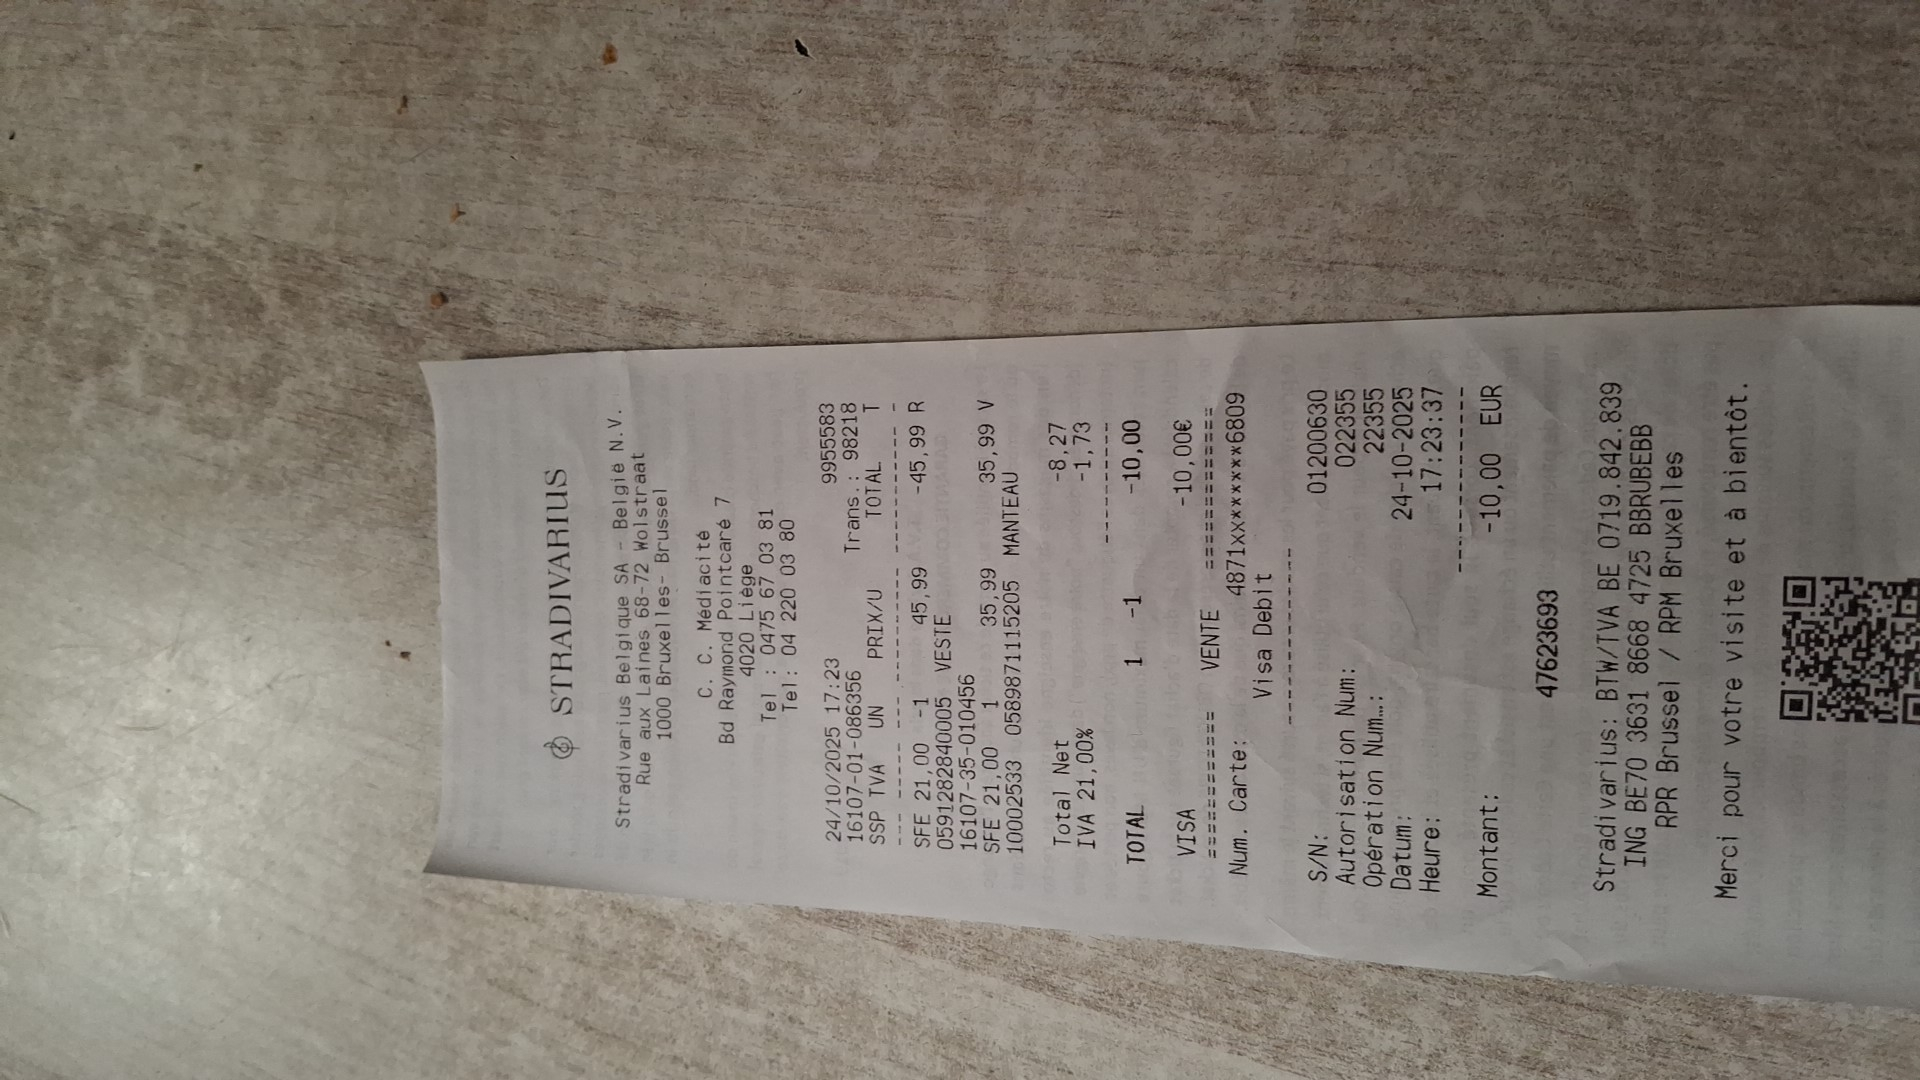 STRADIVARIUS
Stradivarius Belgique SA - België N.V.
Rue aux Laines 68-72 Wolstraat
1000 Bruxelles- Brussel
C. C. Médiacité
Bd Raymond Pointcaré 7
4020 Liège
Tel : 0475 67 03 81
Tel: 04 220 03 80
24/10/2025 17:23 9955583
16107-01-086356 Trans.: 98218
SSP TVA UN PRIX/U TOTAL T
SFE 21,00 -1 45,99 -45,99 R
0591282840005 VESTE
16107-35-010456
SFE 21,00 1 35,99 35,99 V
10002533 05898711115205 MANTEAU
Total Net -8,27
IVA 21,00% -1,73
TOTAL 1 -1 -10,00
VISA -10,00€
============ VENTE ============
Num. Carte: 4871xx******6809
Visa Debit
S/N: 01200630
Autorisation Num: 022355
Opération Num…: 22355
Datum: 24-10-2025
Heure: 17:23:37
Montant: -10,00 EUR
47623693
Stradivarius: BTW/TVA BE 0719.842.839
ING BE70 3631 8668 4725 BBRUBEBB
RPR Brussel / RPM Bruxelles
Merci pour votre visite et à bientôt.